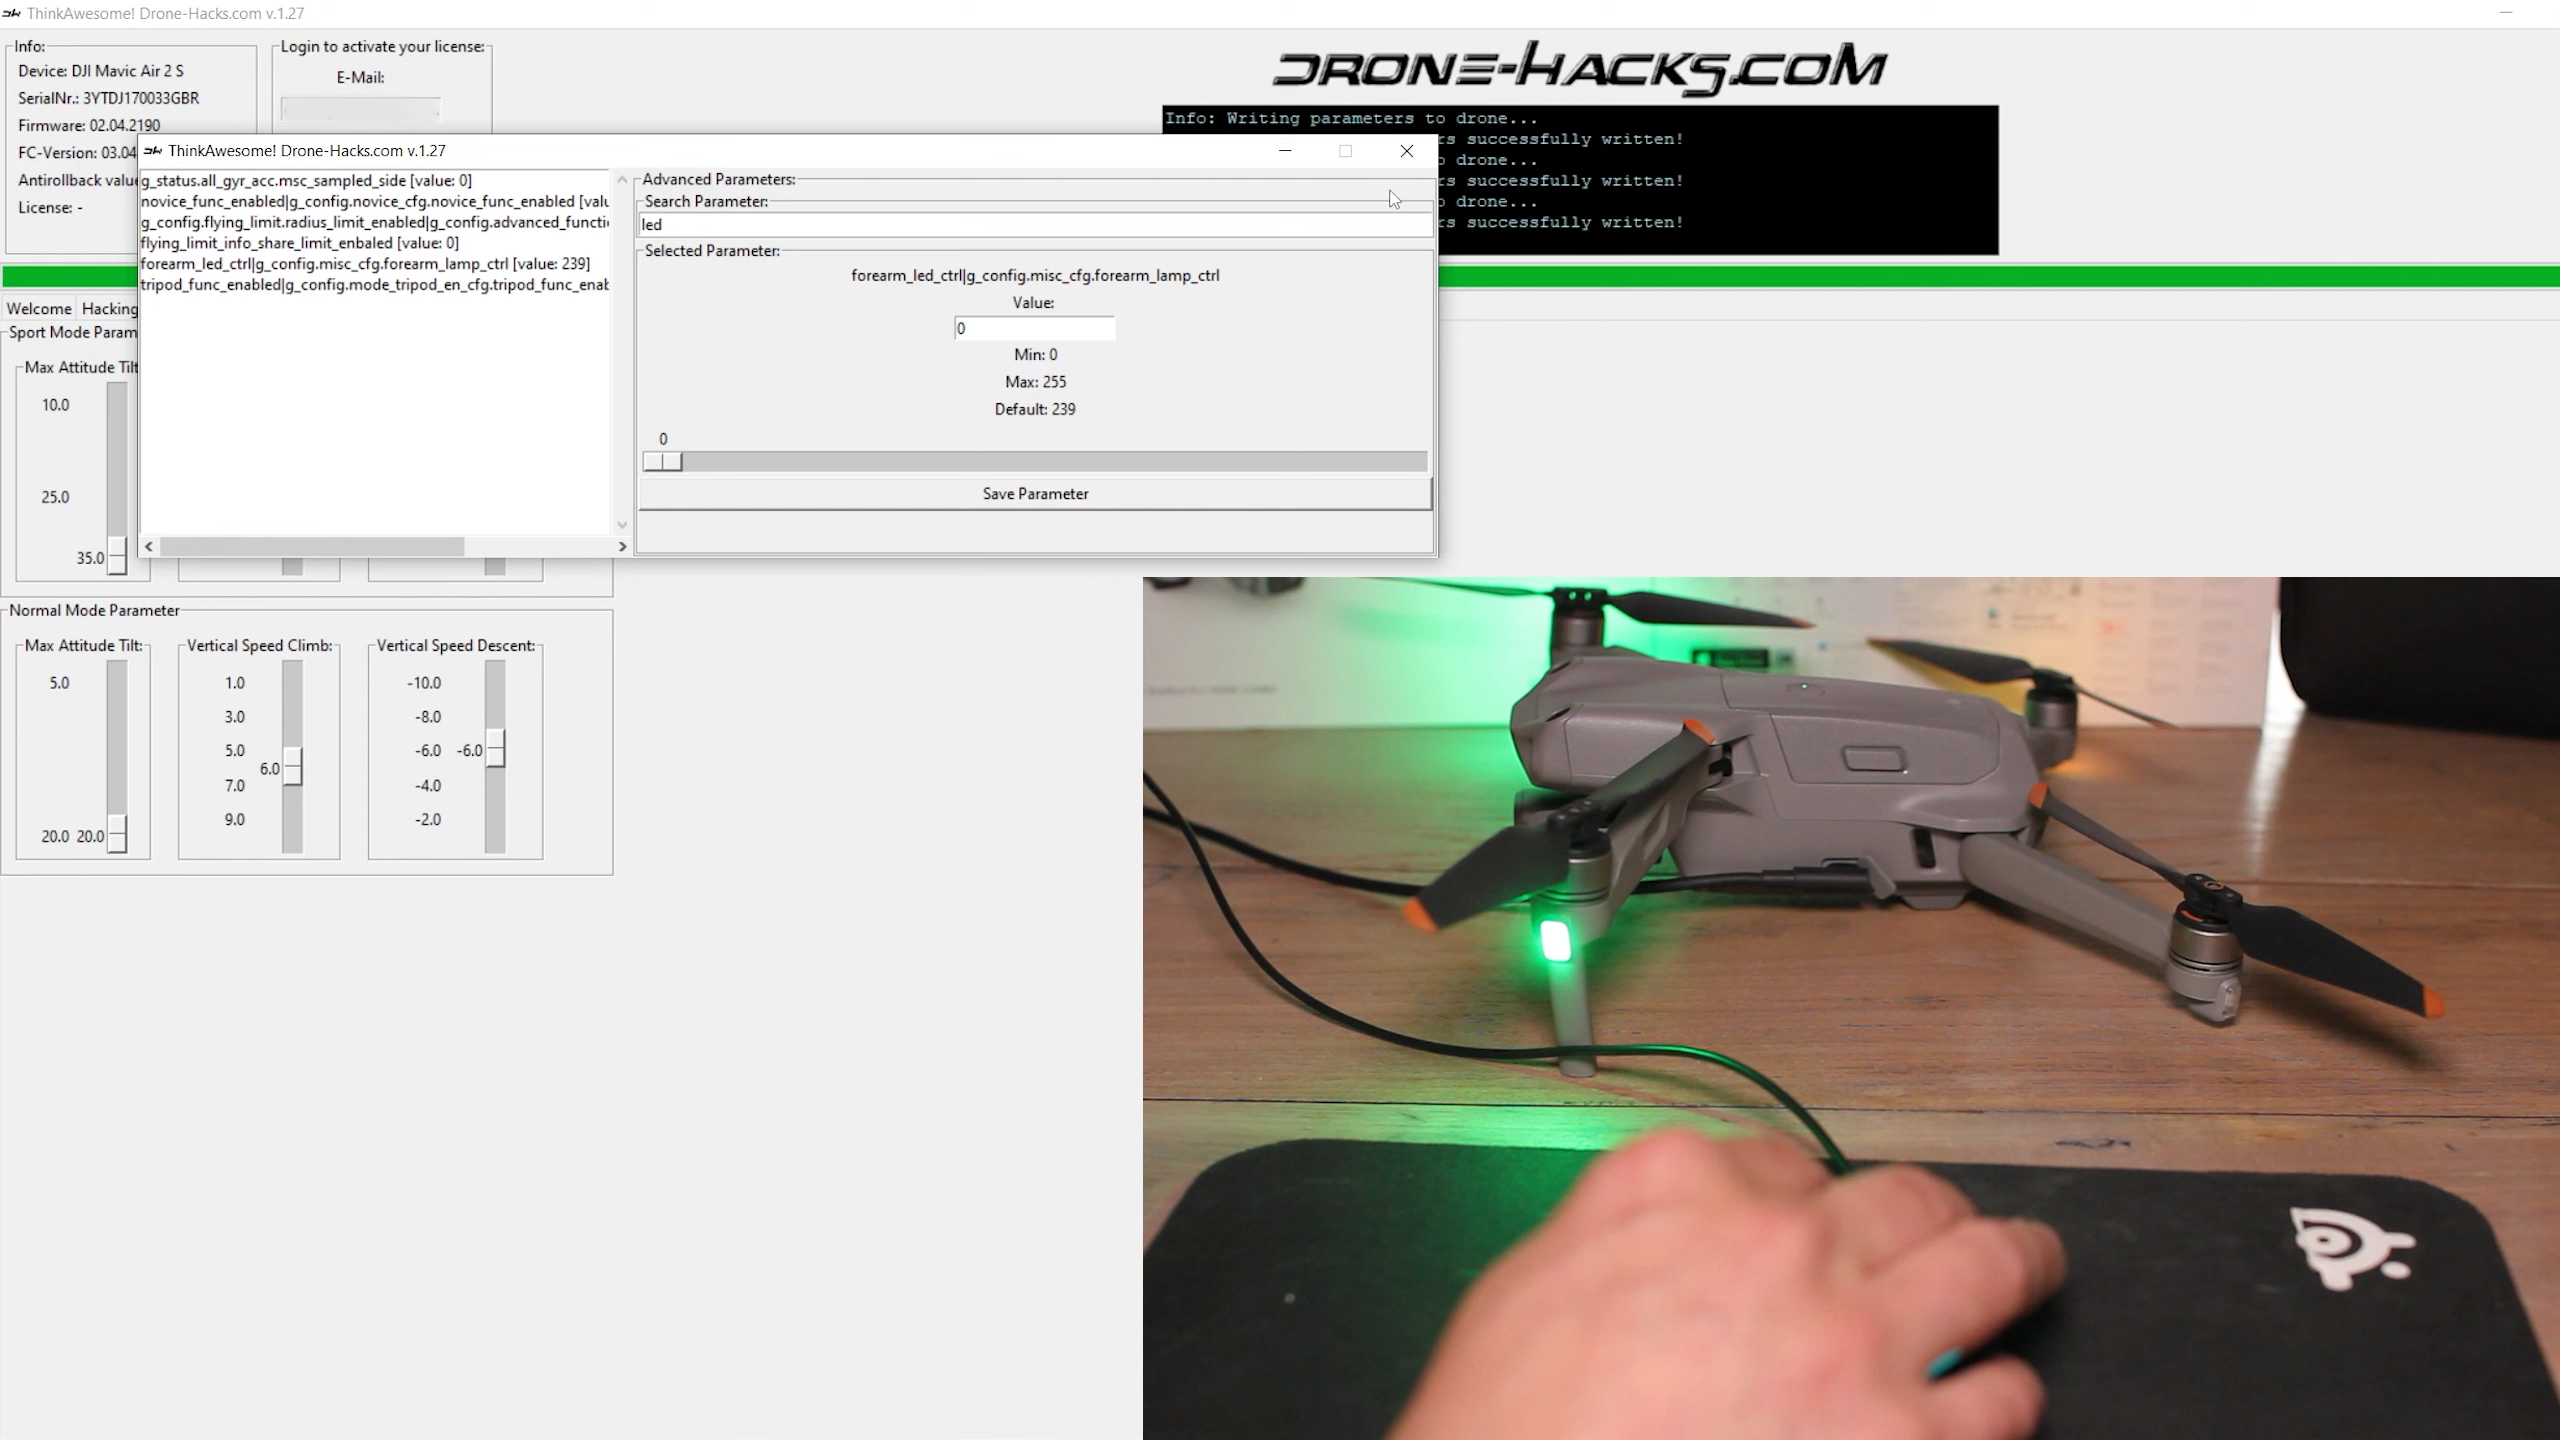 ThinkAwesome! Drone-Hacks.com v.1.27
Info:
Device: DJI Mavic Air 2 S
SerialNr.: 3YTDJ170033GBR
Firmware: 02.04.2190
FC-Version: 03.04
Antirollback value
License: -
Login to activate your license:
E-Mail:
DRONE-HACKS.COM
Info: Writing parameters to drone...
rs successfully written!
o drone...
rs successfully written!
o drone...
rs successfully written!
ThinkAwesome! Drone-Hacks.com v.1.27
g_status.all_gyr_acc.msc_sampled_side [value: 0]
novice_func_enabled|g_config.novice_cfg.novice_func_enabled [valu
g_config.flying_limit.radius_limit_enabled|g_config.advanced_functi
flying_limit_info_share_limit_enbaled [value: 0]
forearm_led_ctrl|g_config.misc_cfg.forearm_lamp_ctrl [value: 239]
tripod_func_enabled|g_config.mode_tripod_en_cfg.tripod_func_enab
Advanced Parameters:
Search Parameter:
led
Selected Parameter:
forearm_led_ctrl|g_config.misc_cfg.forearm_lamp_ctrl
Value:
0
Min: 0
Max: 255
Default: 239
0
Save Parameter
Welcome Hacking
Sport Mode Param
Max Attitude Tilt
10.0
25.0
35.0
Normal Mode Parameter
Max Attitude Tilt:
5.0
20.0 20.0
Vertical Speed Climb:
1.0
3.0
5.0
6.0
7.0
9.0
Vertical Speed Descent:
-10.0
-8.0
-6.0 -6.0
-4.0
-2.0